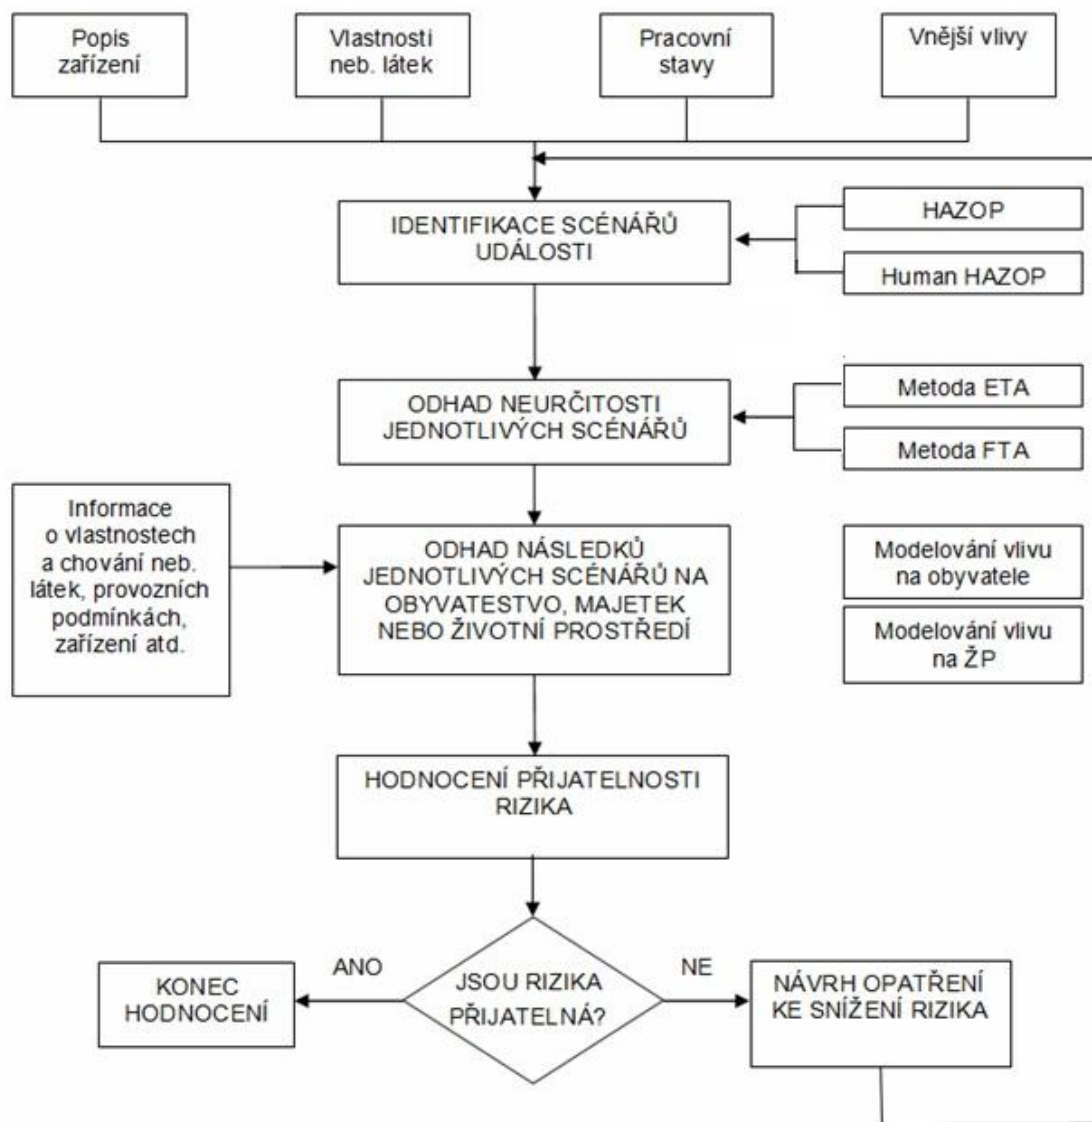 Popis
zařízení
Vlastnosti
neb. látek
Pracovní
stavy
Vnější vlivy
IDENTIFIKACE SCÉNÁŘŮ
UDÁLOSTI
HAZOP
Human HAZOP
ODHAD NEURČITOSTI
JEDNOTLIVÝCH SCÉNÁŘŮ
Metoda ETA
Metoda FTA
Informace
o vlastnostech
a chování neb.
látek, provozních
podmínkách,
zařízení atd.
ODHAD NÁSLEDKŮ
JEDNOTLIVÝCH SCÉNÁŘŮ NA
OBYVATESTVO, MAJETEK
NEBO ŽIVOTNÍ PROSTŘEDÍ
Modelování vlivu
na obyvatele
Modelování vlivu
na ŽP
HODNOCENÍ PŘIJATELNOSTI
RIZIKA
KONEC
HODNOCENÍ
ANO
JSOU RIZIKA
PŘIJATELNÁ?
NE
NÁVRH OPATŘENÍ
KE SNÍŽENÍ RIZIKA